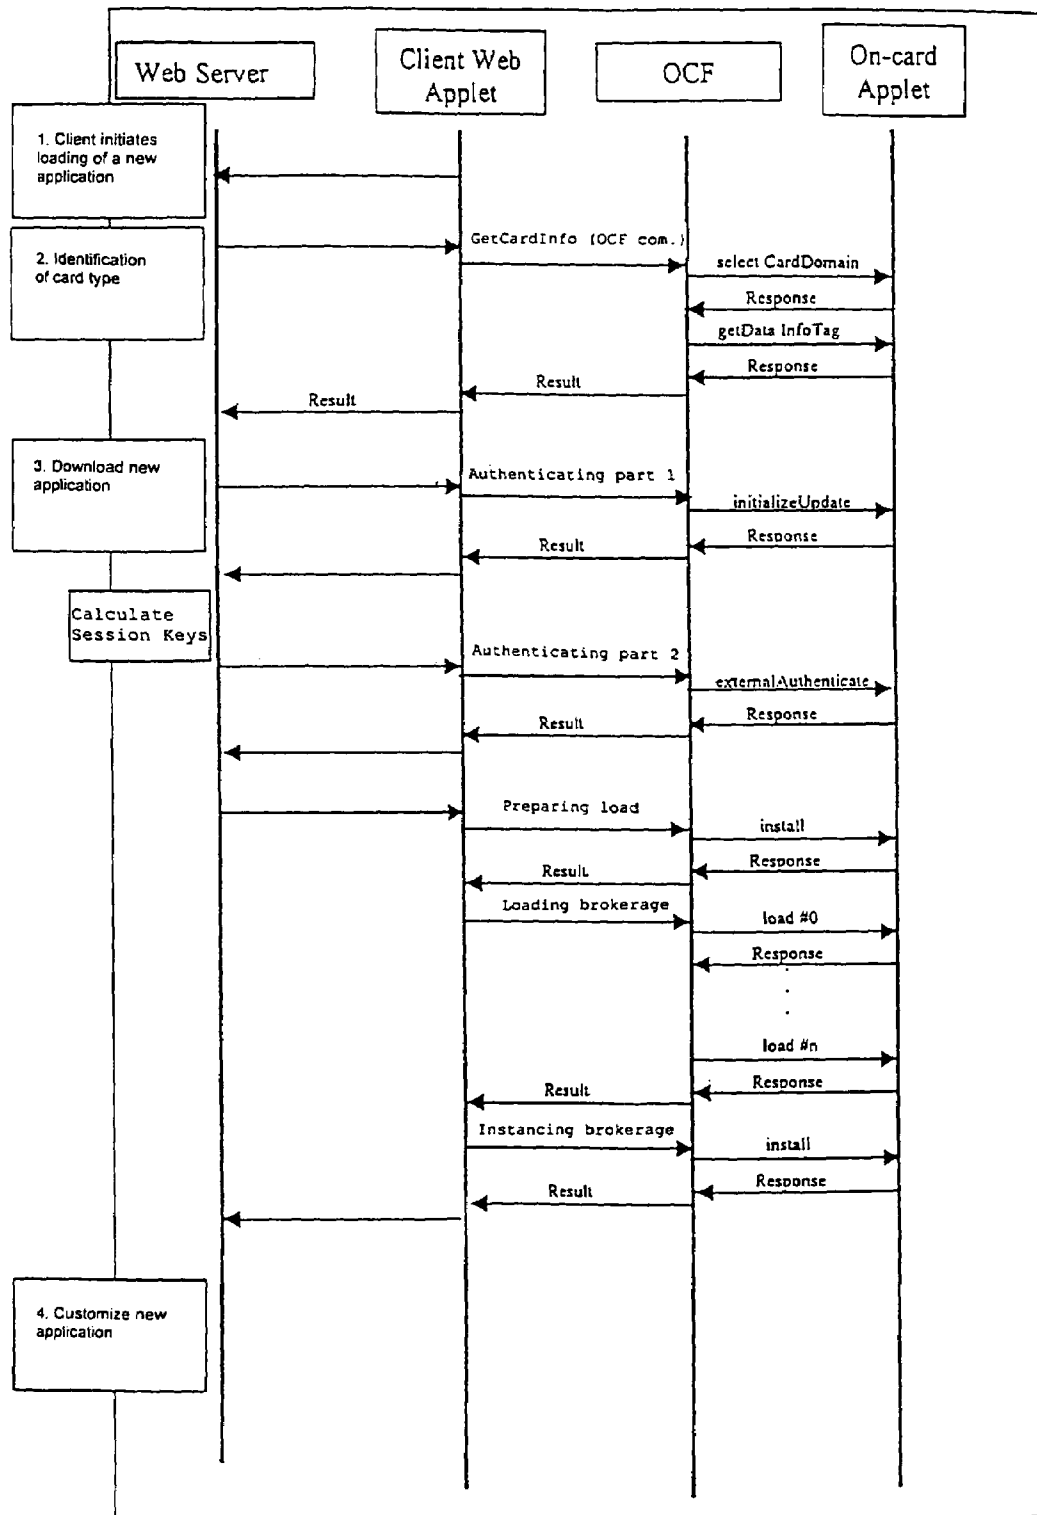 Web Server
Client Web
Applet
OCF
On-card
Applet
1. Client initiates
loading of a new
application
2. Identification
of card type
GetCardInfo (OCF com.)
select CardDomain
Response
getData InfoTag
Response
Result
Result
3. Download new
application
Authenticating part 1
initializeUpdate
Response
Result
Calculate
Session Keys
Authenticating part 2
externalAuthenticate
Response
Result
Preparing load
install
Response
Result
Loading brokerage
load #0
Response
load #n
Response
Result
Instancing brokerage
install
Response
Result
4. Customize new
application